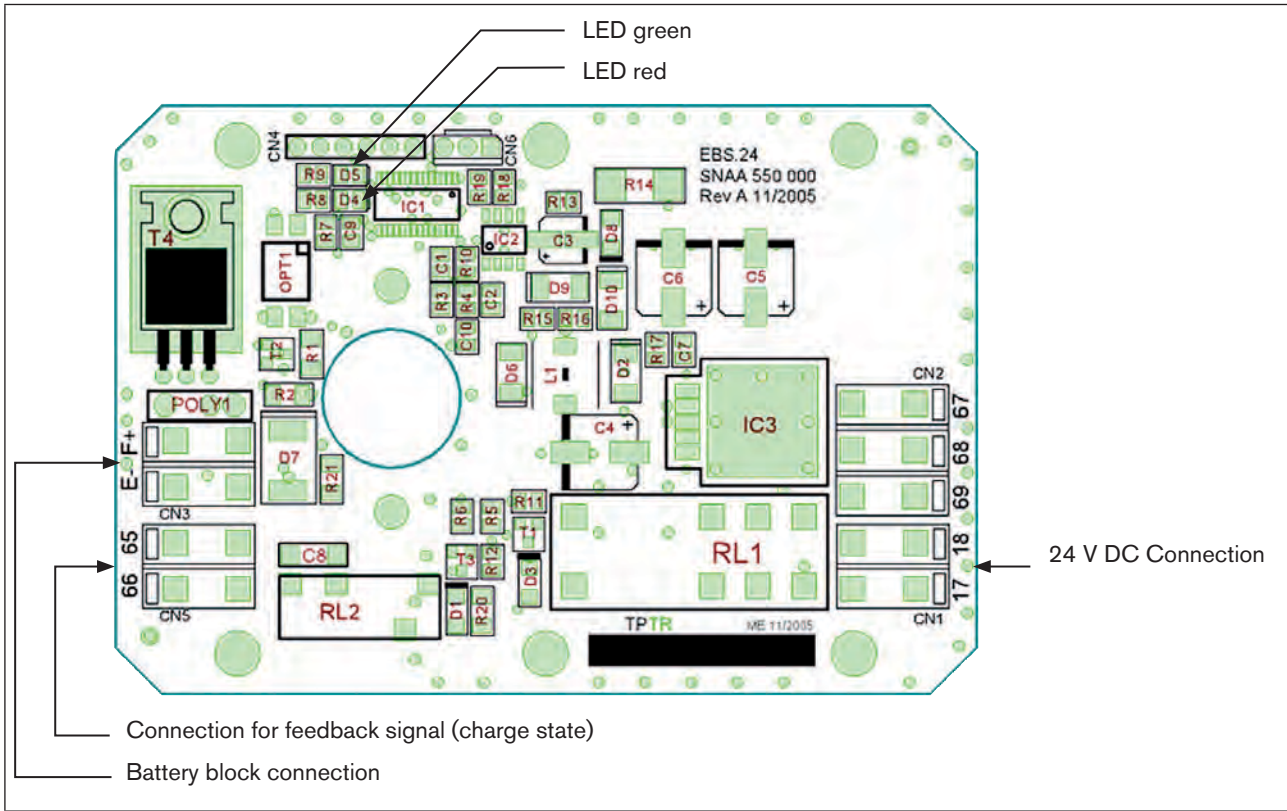 LED green
LED red
CN4
CN6
EBS.24
SNAA 550 000
Rev A 11/2005
R9 D5
R8 D4
IC1
R19 R18
R13
R14
T4
R7 C9
OPT1
IC2
C3
D8
C1 R10
C6
C5
D9
D10
R3 R4 C2
R15 R16
C10
T2
R1
D6
L1
D2
R17 C7
R2
POLY1
IC3
CN2
67
F+
D7
C4
68
E-
R21
69
CN3
R6 R5 R11
65
T1
RL1
18
C8
T3 R12
D3
24 V DC Connection
66
17
CN5
RL2
D1 R20
CN1
TPTR
ME 11/2005
Connection for feedback signal (charge state)
Battery block connection